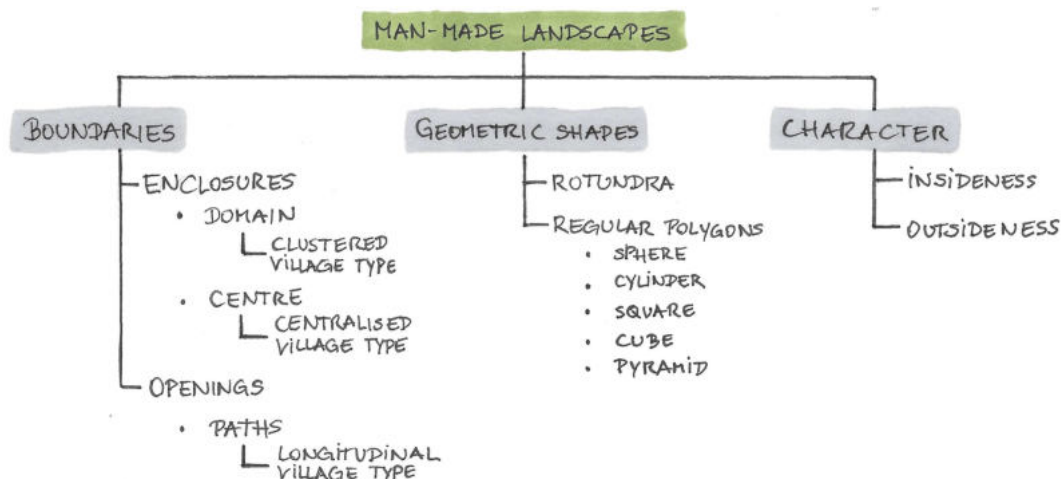 MAN-MADE LANDSCAPES
BOUNDARIES
ENCLOSURES
• DOMAIN
CLUSTERED
VILLAGE TYPE
• CENTRE
CENTRALISED
VILLAGE TYPE
OPENINGS
• PATHS
LONGITUDINAL
VILLAGE TYPE
GEOMETRIC SHAPES
ROTUNDRA
REGULAR POLYGONS
• SPHERE
• CYLINDER
• SQUARE
• CUBE
• PYRAMID
CHARACTER
INSIDENESS
OUTSIDENESS